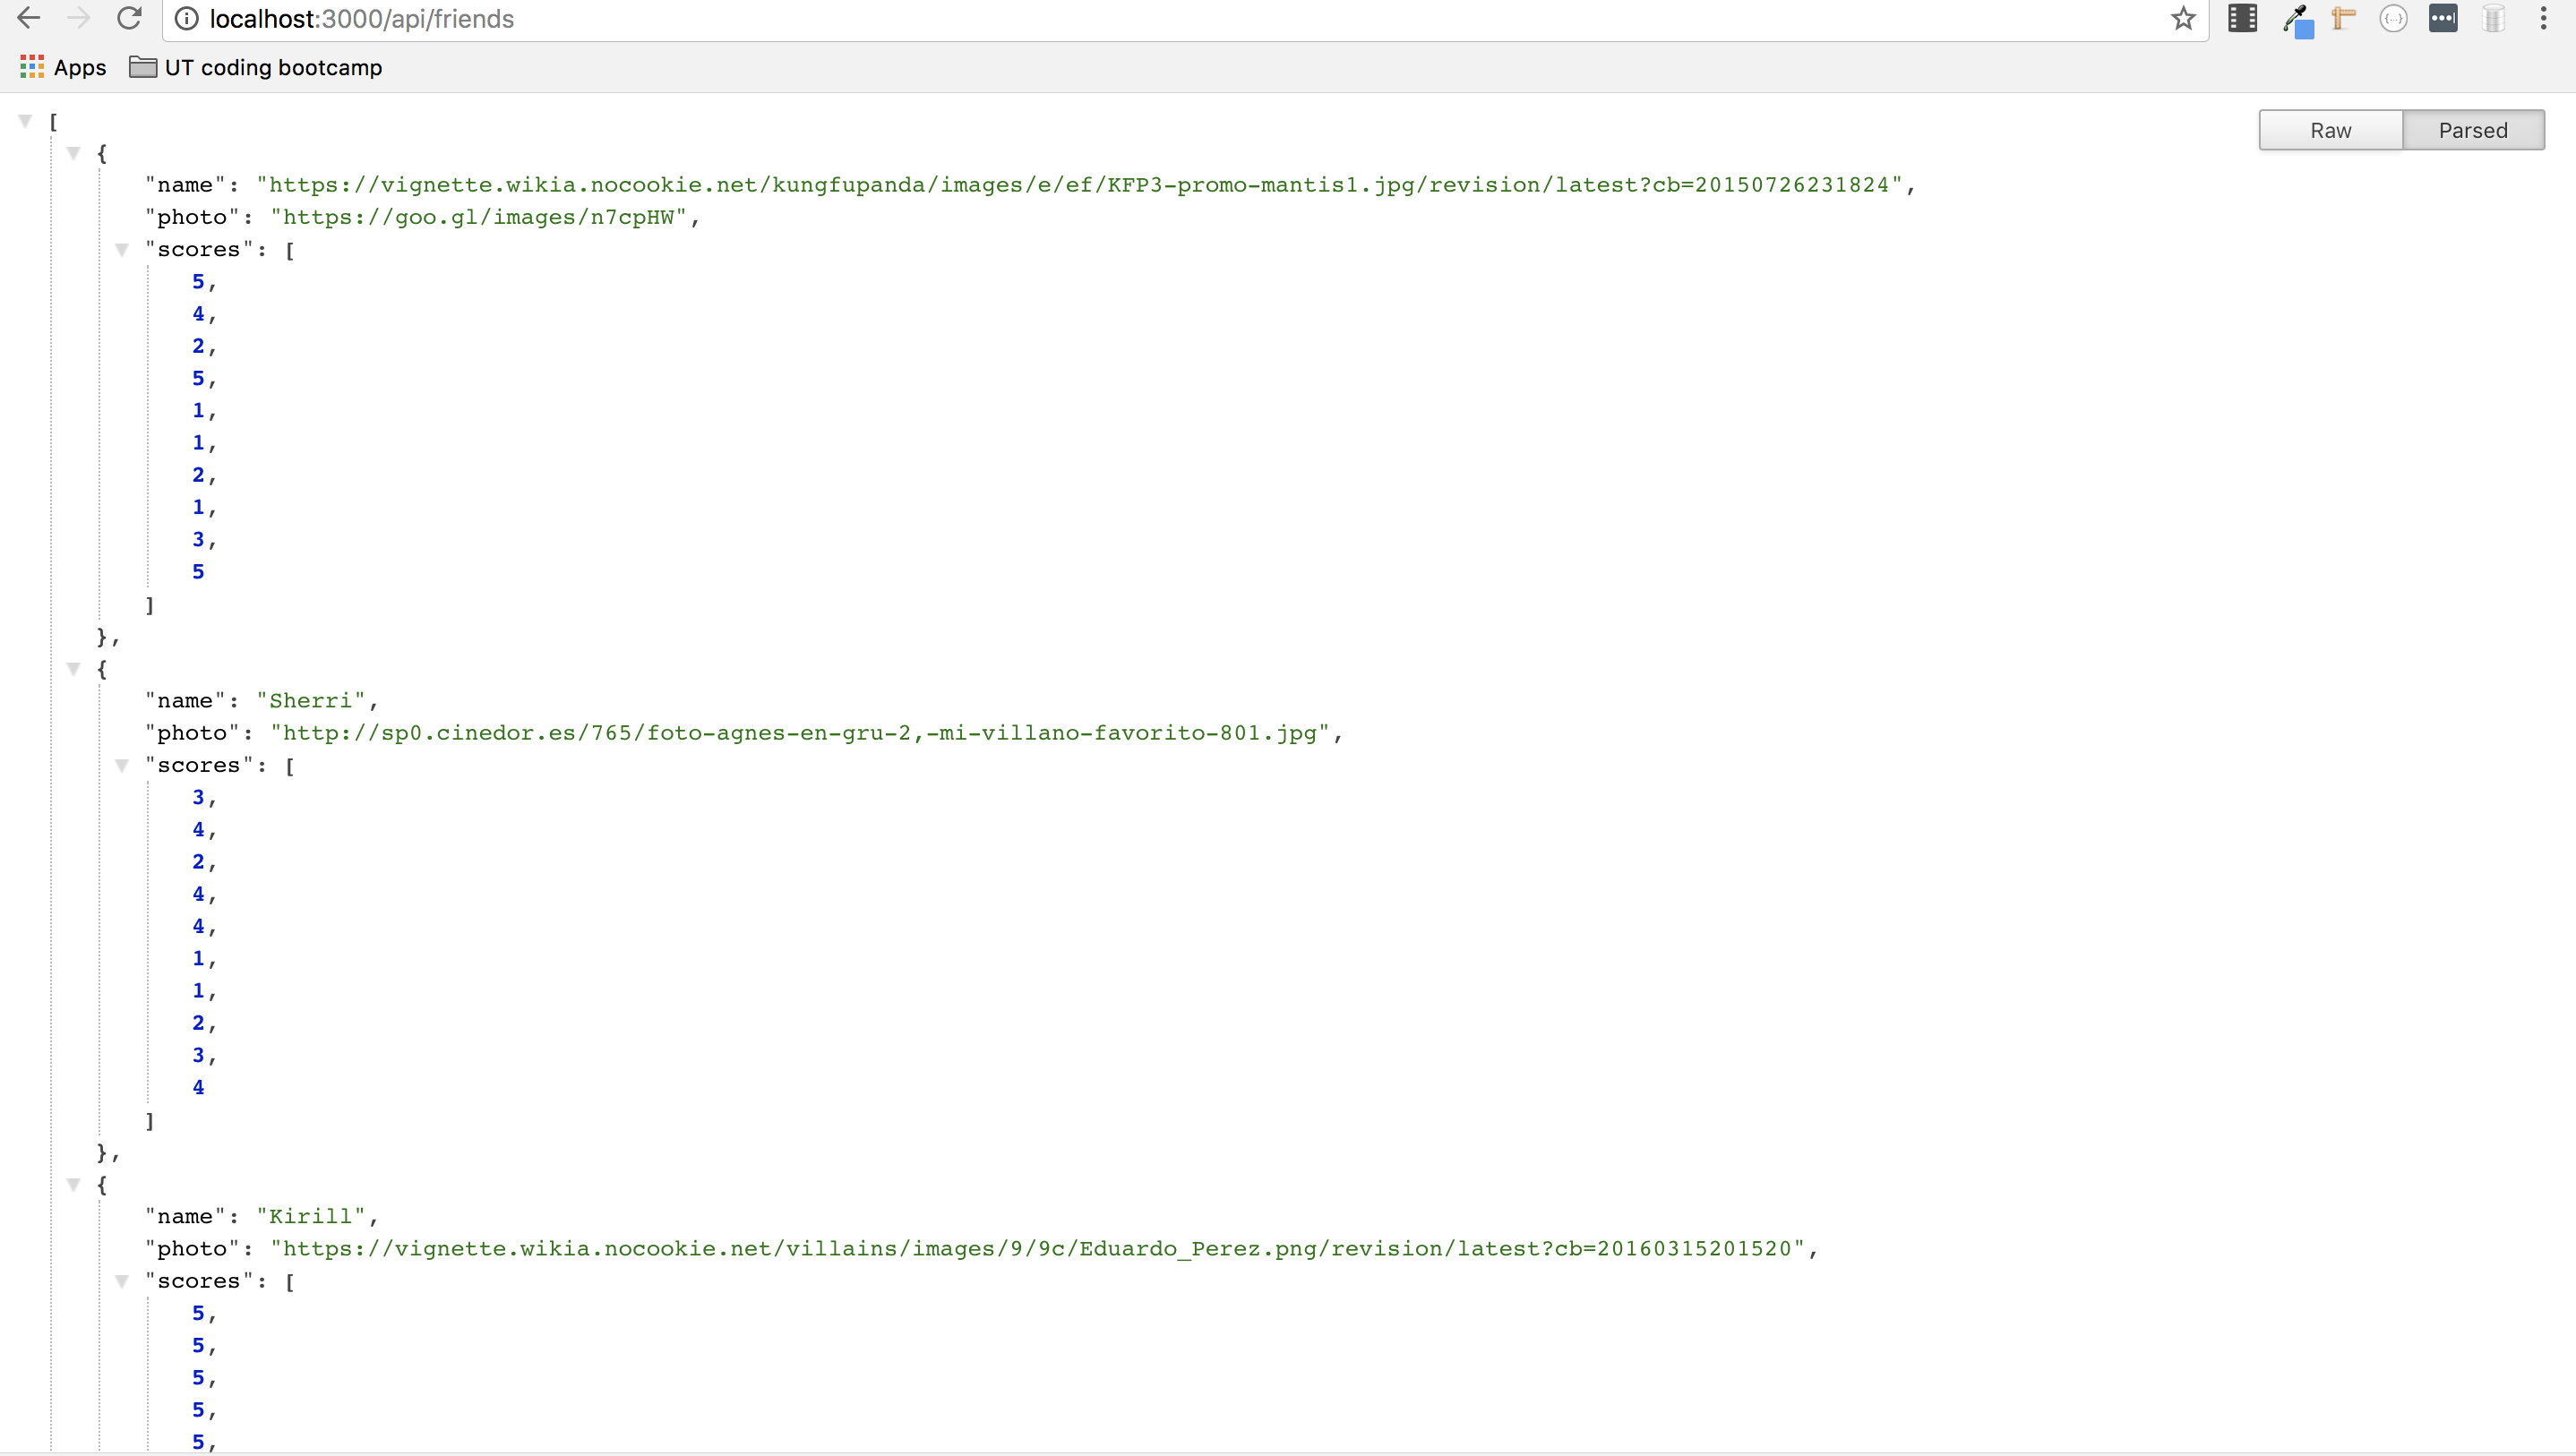 localhost:3000/api/friends
Apps UT coding bootcamp
[
Raw Parsed
{
"name": "https://vignette.wikia.nocookie.net/kungfupanda/images/e/ef/KFP3-promo-mantis1.jpg/revision/latest?cb=20150726231824",
"photo": "https://goo.gl/images/n7cpHW",
"scores": [
5,
4,
2,
5,
1,
1,
2,
1,
3,
5
]
},
{
"name": "Sherri",
"photo": "http://sp0.cinedor.es/765/foto-agnes-en-gru-2,-mi-villano-favorito-801.jpg",
"scores": [
3,
4,
2,
4,
4,
1,
1,
2,
3,
4
]
},
{
"name": "Kirill",
"photo": "https://vignette.wikia.nocookie.net/villains/images/9/9c/Eduardo_Perez.png/revision/latest?cb=20160315201520",
"scores": [
5,
5,
5,
5,
5,